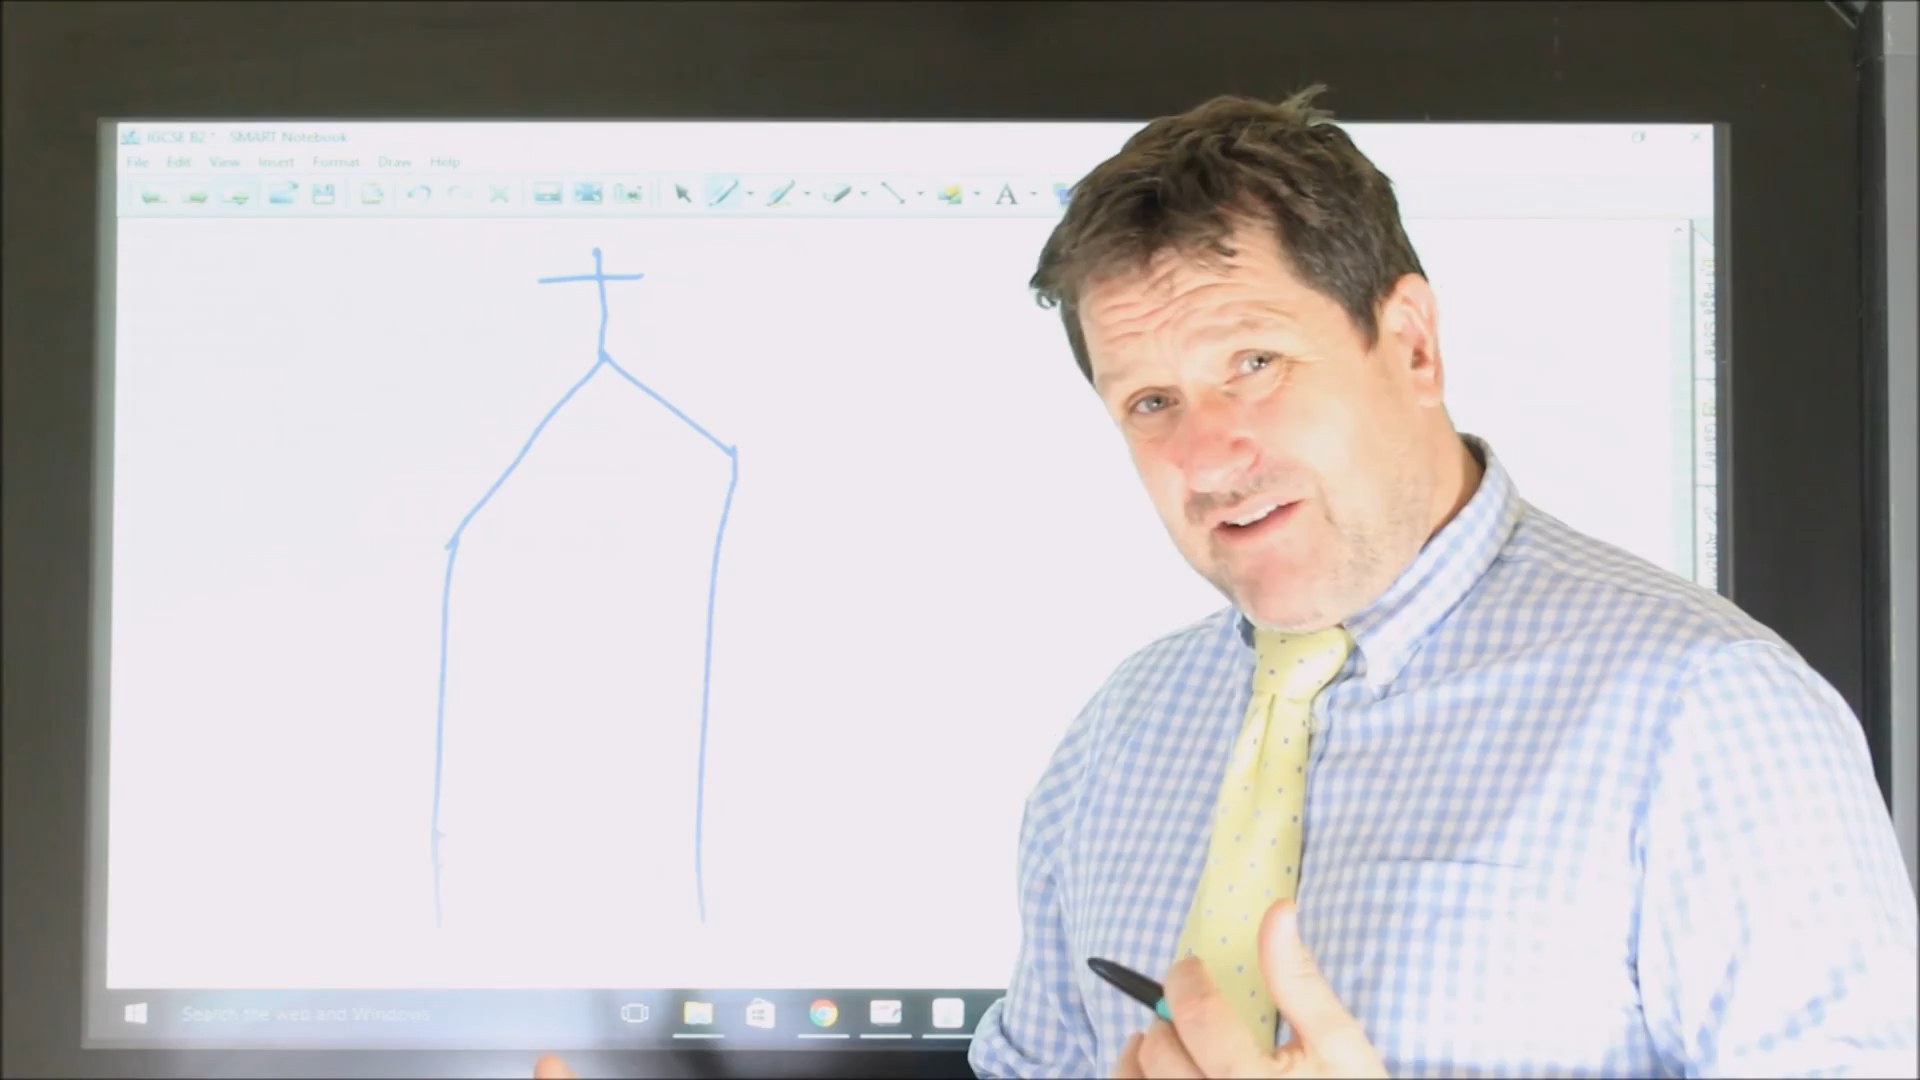 IGCSE B2 * - SMART Notebook
File Edit View Insert Format Draw Help
A
Search the web and Windows